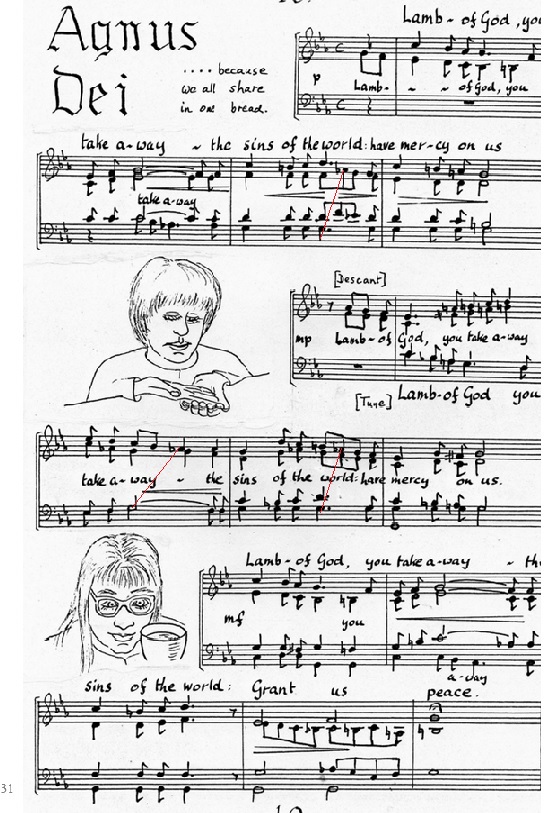 Agnus
Dei
.... because
we all share
in one bread.
Lamb - of God, you
p
Lamb - ~ ~ of God, you
take a-way ~ the sins of the world: have mer-cy on us
take a-way
[Descant]
mp Lamb-of God, you take a-way
[Tune] Lamb-of God you
take a-way ~ the sins of the world: have mercy on us.
Lamb-of God, you take a-way ~ the
mf you
a-way
sins of the world: Grant us peace.
31